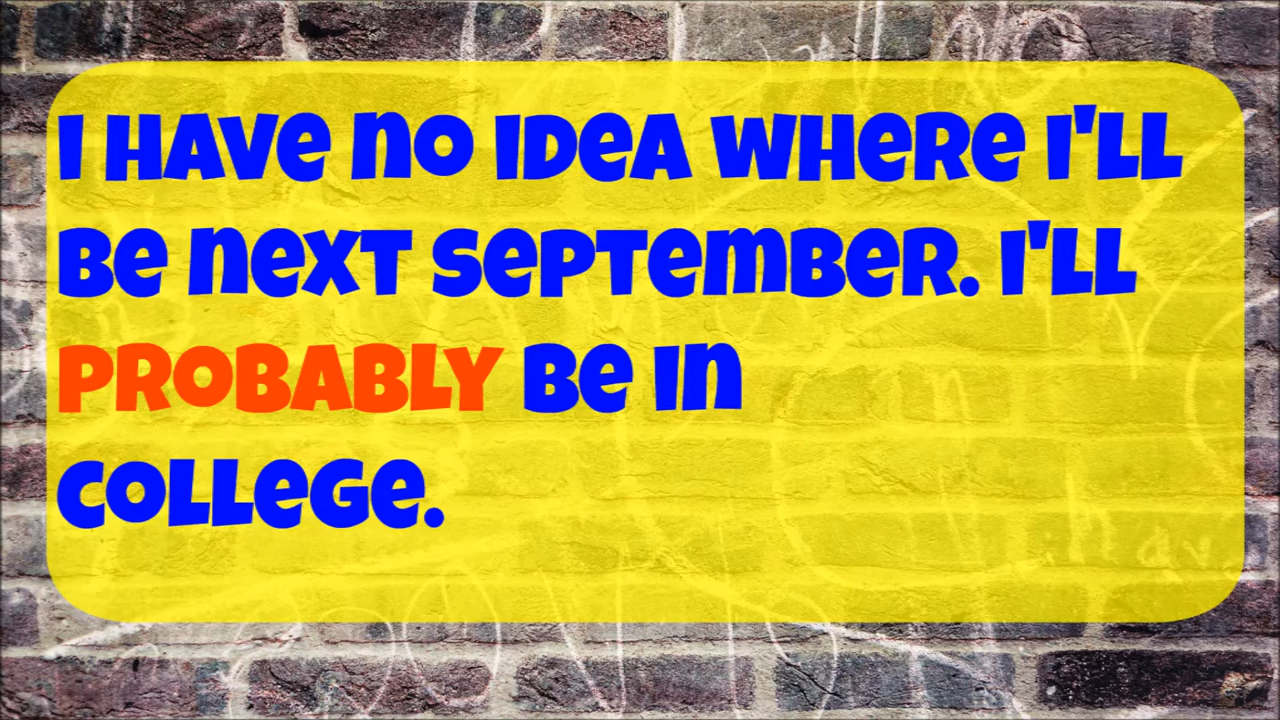 I HAVE NO IDEA WHERE I'LL
BE NEXT SEPTEMBER. I'LL
PROBABLY BE IN
COLLEGE.